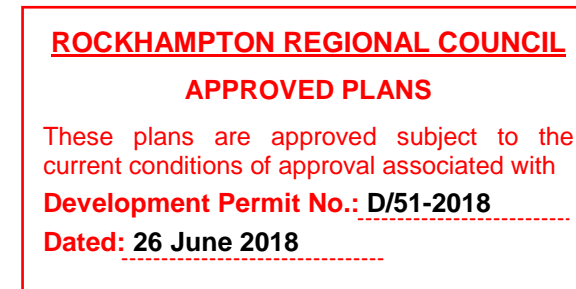 ROCKHAMPTON REGIONAL COUNCIL
APPROVED PLANS
These plans are approved subject to the
current conditions of approval associated with
Development Permit No.: D/51-2018
Dated: 26 June 2018